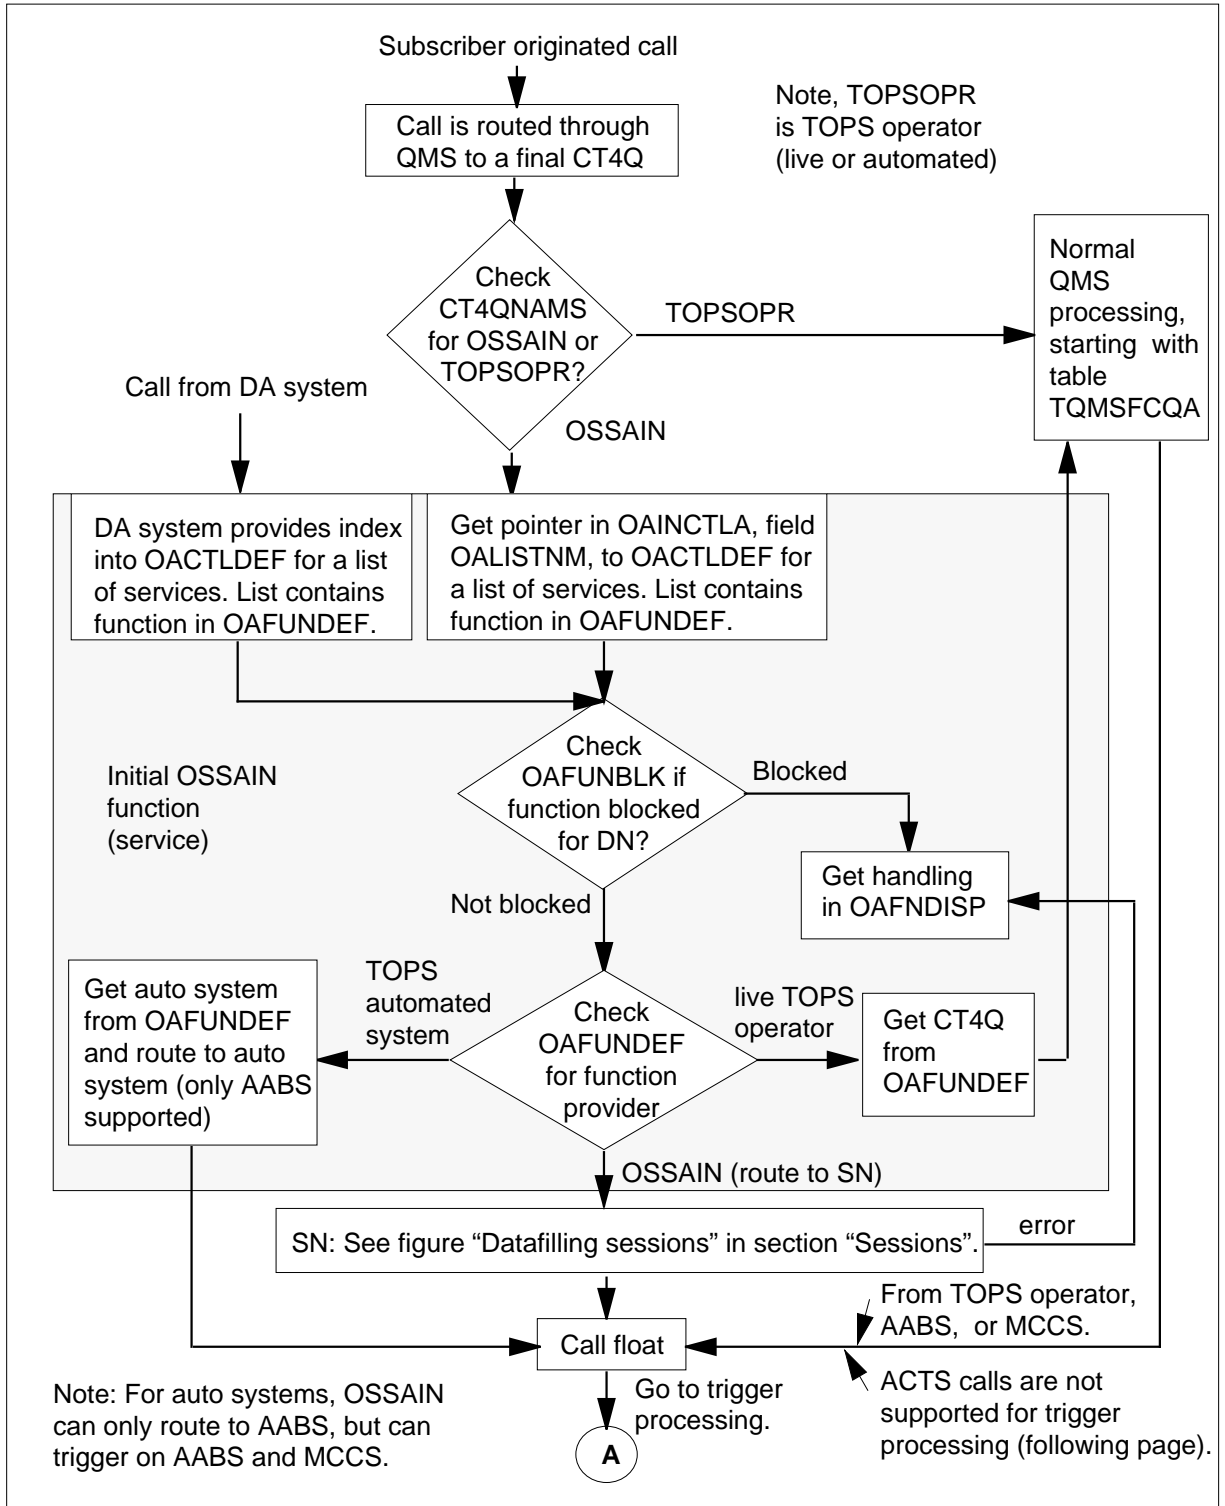 Subscriber originated call
Note, TOPSOPR
is TOPS operator
(live or automated)
Call is routed through
QMS to a final CT4Q
Normal
QMS
processing,
starting with
table
TQMSFCQA
Check
CT4QNAMS
for OSSAIN or
TOPSOPR?
TOPSOPR
Call from DA system
OSSAIN
DA system provides index
into OACTLDEF for a list
of services. List contains
function in OAFUNDEF.
Get pointer in OAINCTLA, field
OALISTNM, to OACTLDEF for
a list of services. List contains
function in OAFUNDEF.
Initial OSSAIN
function
(service)
Check
OAFUNBLK if
function blocked
for DN?
Blocked
Get handling
in OAFNDISP
Not blocked
TOPS
automated
system
live TOPS
operator
Get auto system
from OAFUNDEF
and route to auto
system (only AABS
supported)
Check
OAFUNDEF
for function
provider
Get CT4Q
from
OAFUNDEF
OSSAIN (route to SN)
SN: See figure “Datafilling sessions” in section “Sessions”.
error
From TOPS operator,
AABS, or MCCS.
Call float
ACTS calls are not
supported for trigger
processing (following page).
Go to trigger
processing.
Note: For auto systems, OSSAIN
can only route to AABS, but can
trigger on AABS and MCCS.
A